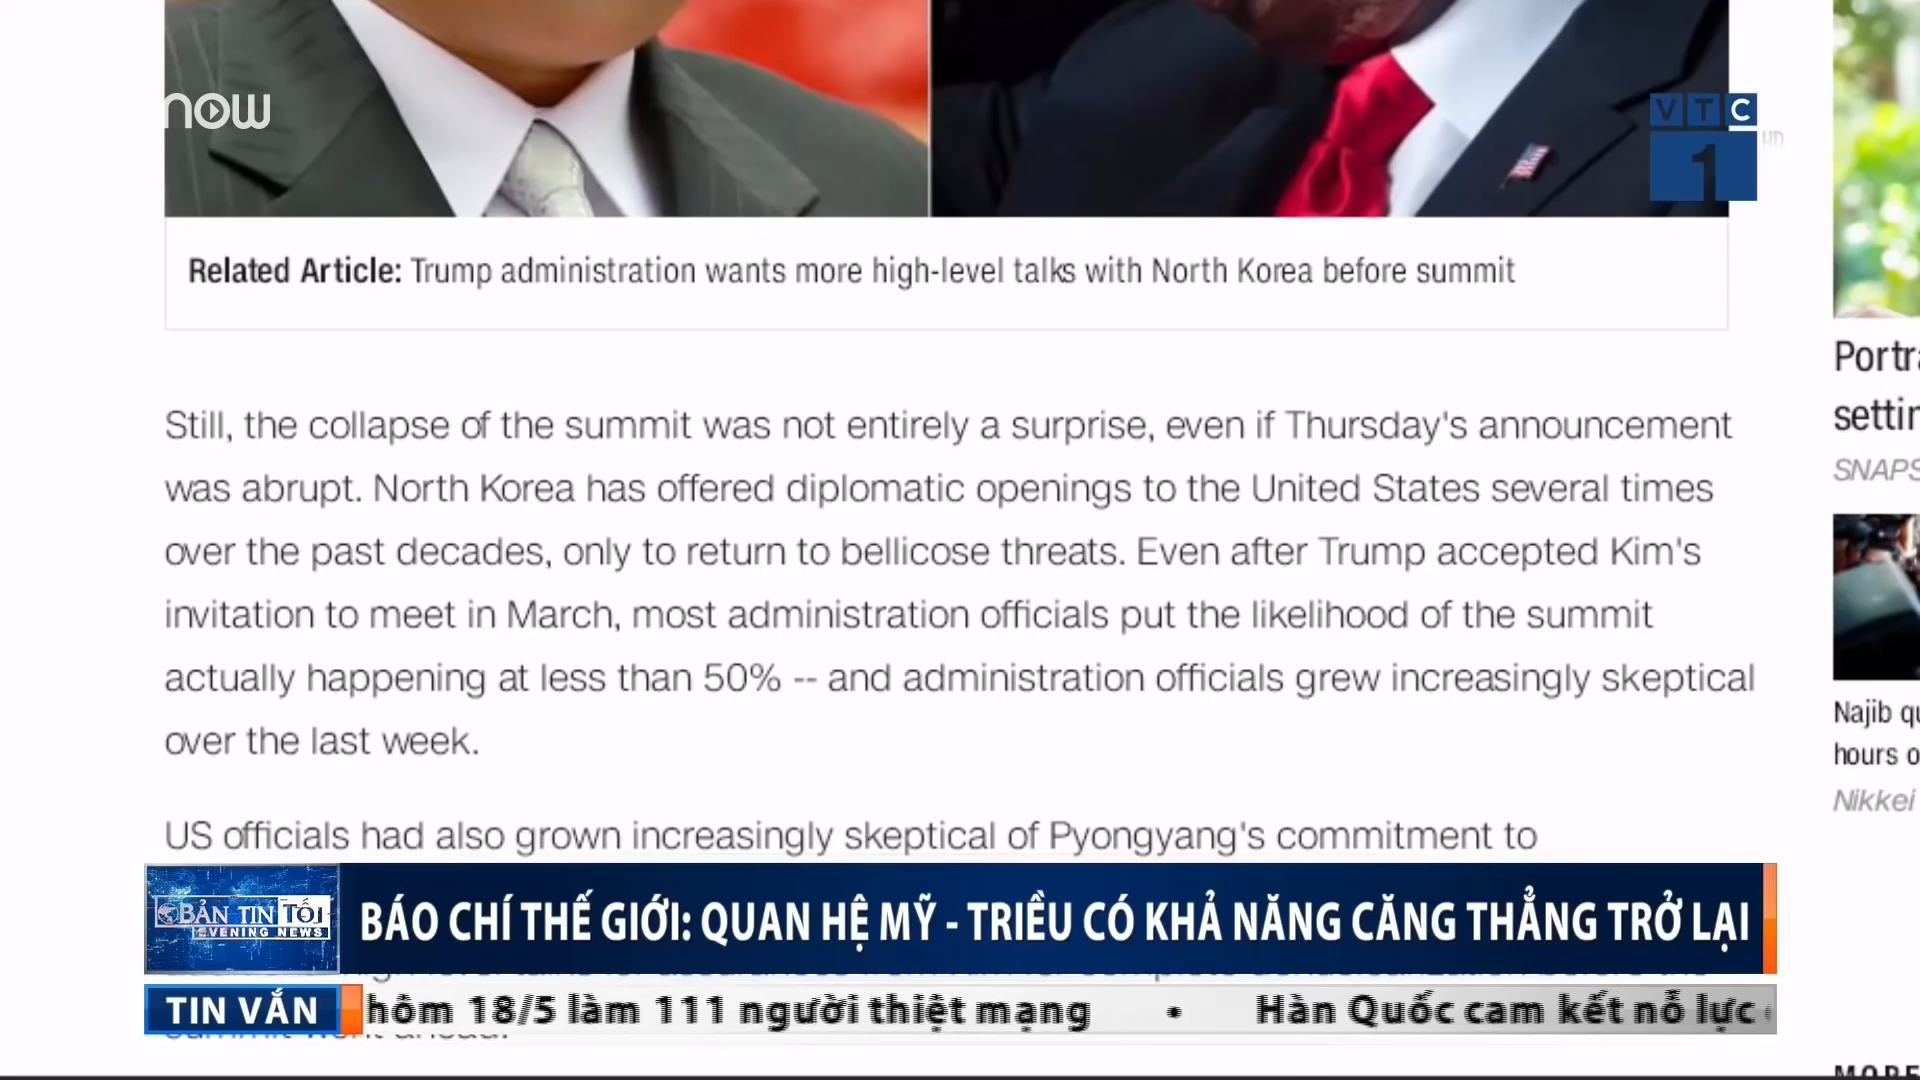 now
VTC
1
HD
Related Article: Trump administration wants more high-level talks with North Korea before summit
Still, the collapse of the summit was not entirely a surprise, even if Thursday's announcement
was abrupt. North Korea has offered diplomatic openings to the United States several times
over the past decades, only to return to bellicose threats. Even after Trump accepted Kim's
invitation to meet in March, most administration officials put the likelihood of the summit
actually happening at less than 50% -- and administration officials grew increasingly skeptical
over the last week.
US officials had also grown increasingly skeptical of Pyongyang's commitment to
Najib
hours
Nikkei
BẢN TIN TỐI
EVENING NEWS
BÁO CHÍ THẾ GIỚI: QUAN HỆ MỸ - TRIỀU CÓ KHẢ NĂNG CĂNG THẲNG TRỞ LẠI
TIN VẮN
hôm 18/5 làm 111 người thiệt mạng • Hàn Quốc cam kết nỗ lực